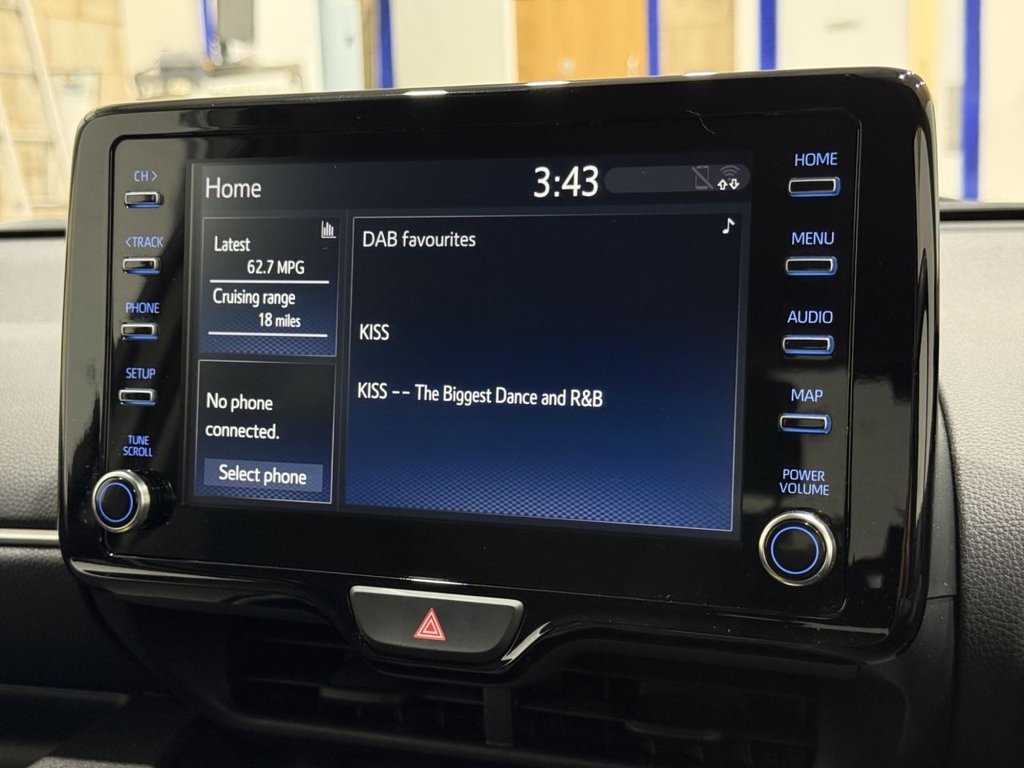 CH >
< TRACK
PHONE
SETUP
TUNE
SCROLL
Home
3:43
Latest
62.7 MPG
Cruising range
18 miles
No phone
connected.
Select phone
DAB favourites
KISS
KISS -- The Biggest Dance and R&B
HOME
MENU
AUDIO
MAP
POWER
VOLUME